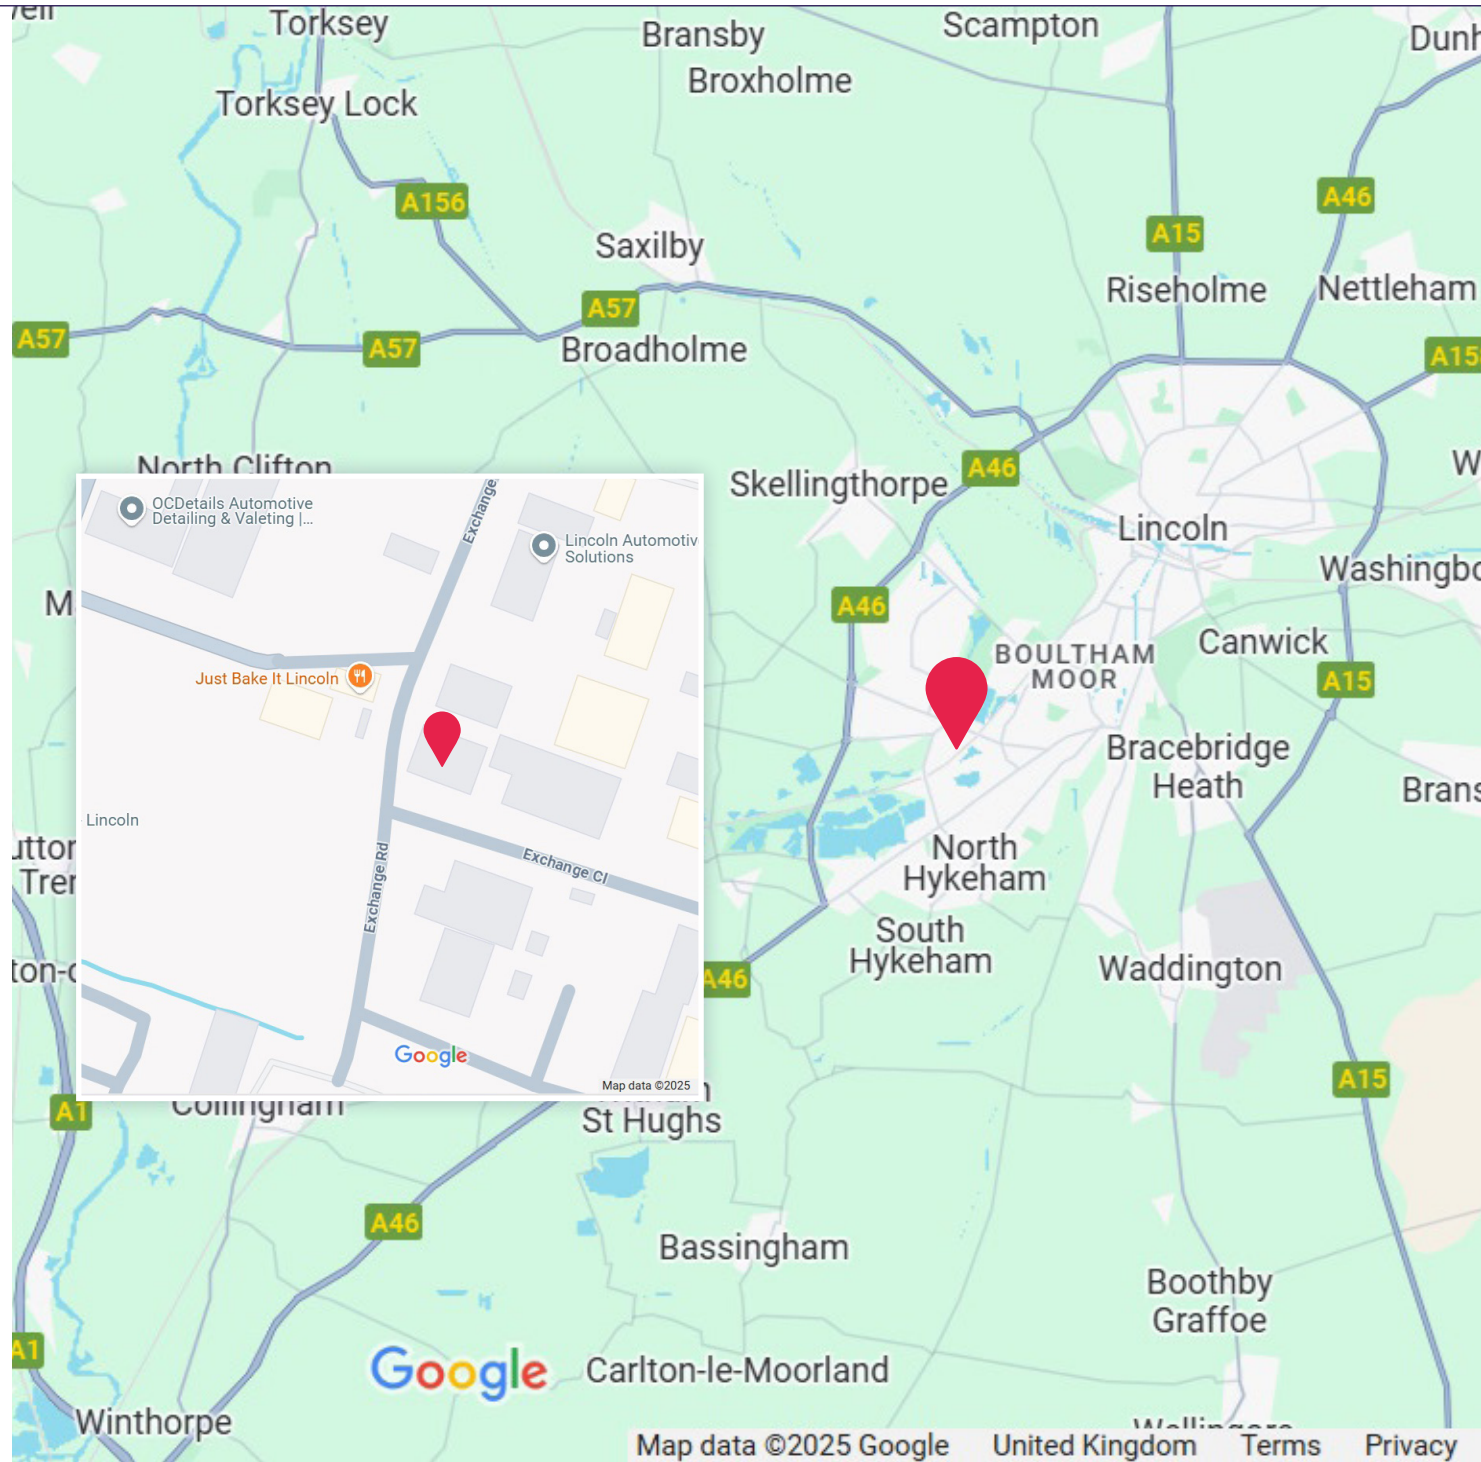 Torksey
Bransby
Scampton
Broxholme
Torksey Lock
A156
A46
A15
Saxilby
Riseholme
Nettleham
A57
A57
A57
Broadholme
A15
North Clifton
Skellingthorpe
A46
Lincoln
A46
BOULTHAM
MOOR
Canwick
A15
Bracebridge
Heath
North
Hykeham
South
Hykeham
Waddington
A46
A15
A1
Collingham
St Hughs
A46
Bassingham
Boothby
Graffoe
A1
Google
Carlton-le-Moorland
Winthorpe
Map data ©2025 Google
United Kingdom
Terms
Privacy
OCDetails Automotive
Detailing & Valeting |...
Exchange
Lincoln Automotiv
Solutions
Just Bake It Lincoln
Lincoln
Exchange Rd
Exchange Cl
Google
Map data ©2025